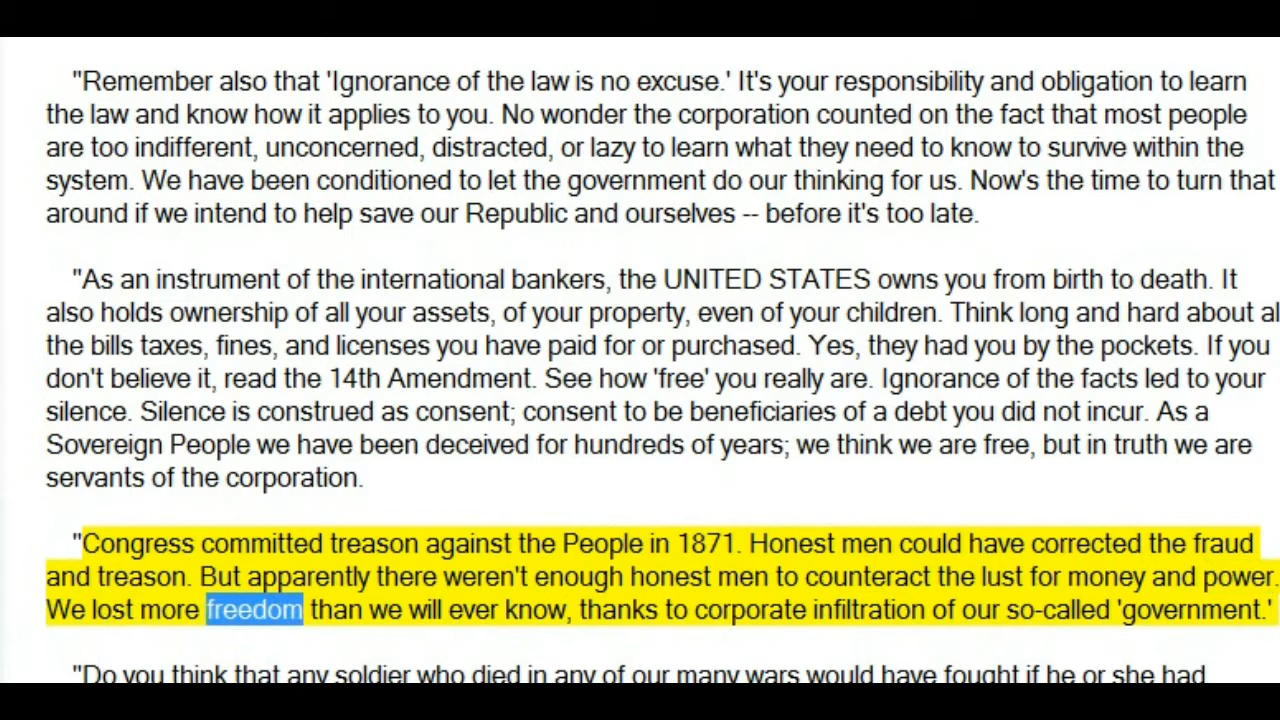 "Remember also that 'Ignorance of the law is no excuse.' It's your responsibility and obligation to learn
the law and know how it applies to you. No wonder the corporation counted on the fact that most people
are too indifferent, unconcerned, distracted, or lazy to learn what they need to know to survive within the
system. We have been conditioned to let the government do our thinking for us. Now's the time to turn that
around if we intend to help save our Republic and ourselves -- before it's too late.
"As an instrument of the international bankers, the UNITED STATES owns you from birth to death. It
also holds ownership of all your assets, of your property, even of your children. Think long and hard about al
the bills taxes, fines, and licenses you have paid for or purchased. Yes, they had you by the pockets. If you
don't believe it, read the 14th Amendment. See how 'free' you really are. Ignorance of the facts led to your
silence. Silence is construed as consent; consent to be beneficiaries of a debt you did not incur. As a
Sovereign People we have been deceived for hundreds of years; we think we are free, but in truth we are
servants of the corporation.
"Congress committed treason against the People in 1871. Honest men could have corrected the fraud
and treason. But apparently there weren't enough honest men to counteract the lust for money and power.
We lost more freedom than we will ever know, thanks to corporate infiltration of our so-called 'government.'
"Do you think that any soldier who died in any of our many wars would have fought if he or she had